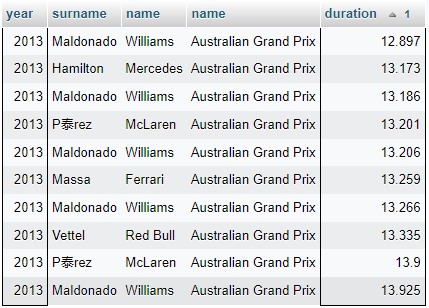 year surname name name duration 1
2013 Maldonado Williams Australian Grand Prix 12.897
2013 Hamilton Mercedes Australian Grand Prix 13.173
2013 Maldonado Williams Australian Grand Prix 13.186
2013 P泰rez McLaren Australian Grand Prix 13.201
2013 Maldonado Williams Australian Grand Prix 13.206
2013 Massa Ferrari Australian Grand Prix 13.259
2013 Maldonado Williams Australian Grand Prix 13.266
2013 Vettel Red Bull Australian Grand Prix 13.335
2013 P泰rez McLaren Australian Grand Prix 13.9
2013 Maldonado Williams Australian Grand Prix 13.925